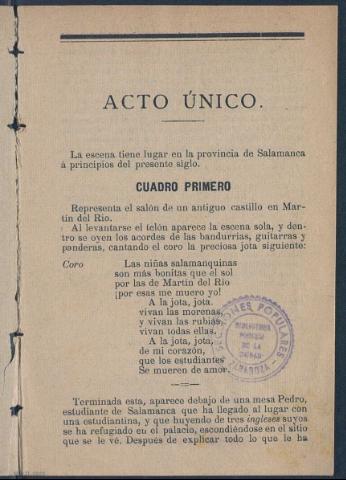 ACTO ÚNICO.
La escena tiene lugar en la provincia de Salamanca
á principios del presente siglo.
CUADRO PRIMERO
Representa el salón de un antiguo castillo en Mar-
tín del Rio.
Al levantarse el telón aparece la escena sola, y den-
tro se oyen los acordes de las bandurrias, guitarras y
panderas, cantando el coro la preciosa jota siguiente:
Coro Las niñas salamanquinas
son más bonitas que el sol
por las de Martín del Rio
¡por esas me muero yo!
A la jota, jota.
vivan las morenas,
y vivan las rubias,
vivan todas ellas.
A la jota, jota,
de mi corazón,
que los estudiantes
Se mueren de amor.
Terminada esta, aparece debajo de una mesa Pedro,
estudiante de Salamanca que ha llegado al lugar con
una estudiantina, y que huyendo de tres ingleses suyos
se ha refugiado en el palacio, escondiéndose en el sitio
que se le vé. Después de explicar todo lo que le ha
POPULARES